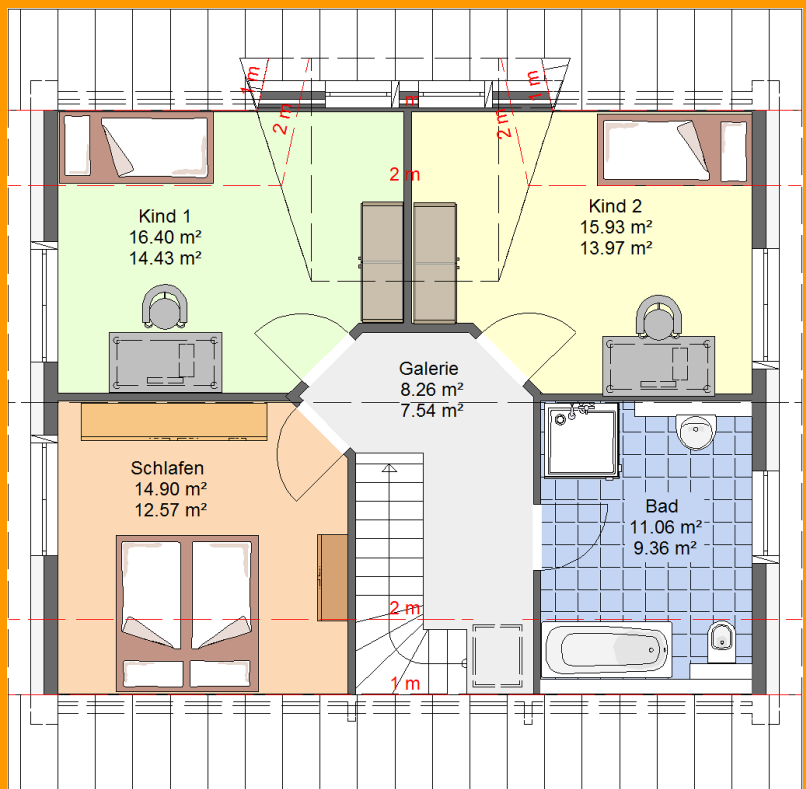 1 m
1 m
m
2 m
2 m
2 m
Kind 1
16.40 m²
14.43 m²
Kind 2
15.93 m²
13.97 m²
Galerie
8.26 m²
7.54 m²
Schlafen
14.90 m²
12.57 m²
Bad
11.06 m²
9.36 m²
2 m
1 m